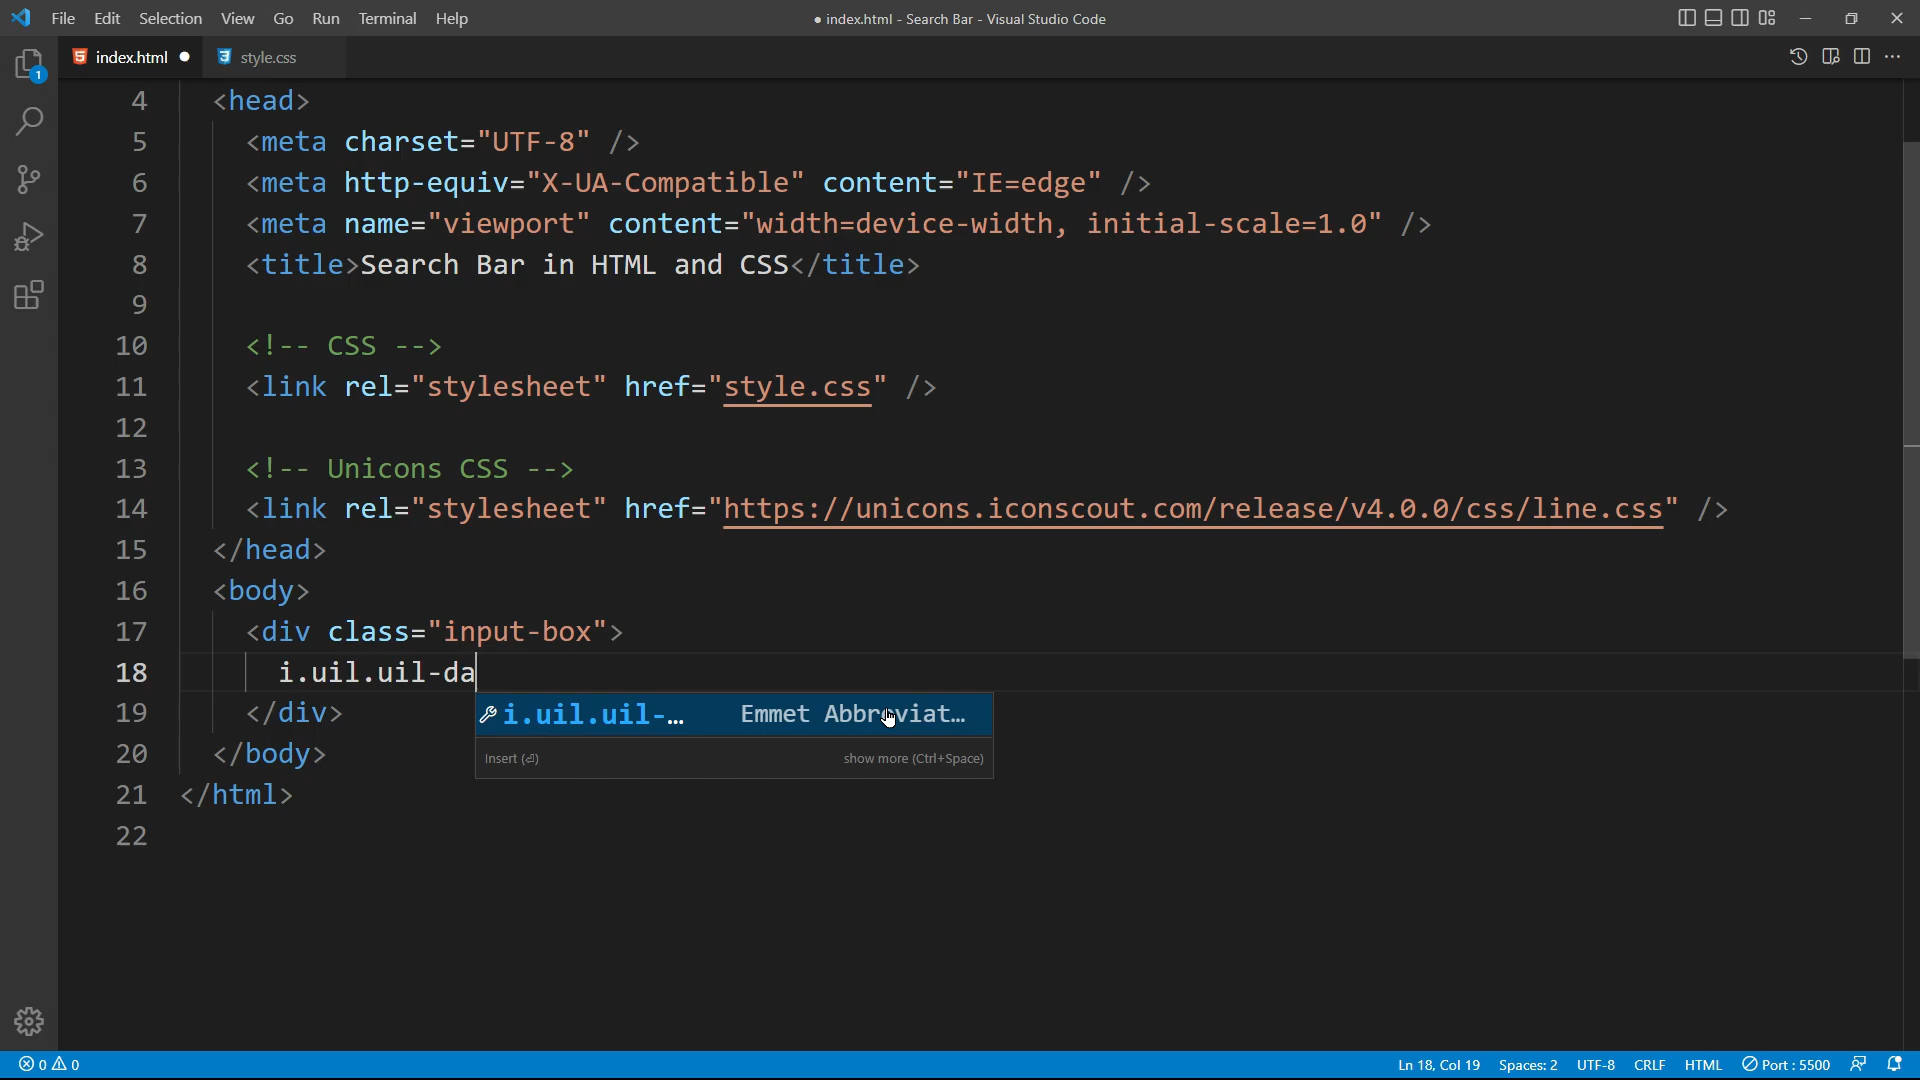 File Edit Selection View Go Run Terminal Help
● index.html - Search Bar - Visual Studio Code
index.html ● style.css
1
4 <head>
5 <meta charset="UTF-8" />
6 <meta http-equiv="X-UA-Compatible" content="IE=edge" />
7 <meta name="viewport" content="width=device-width, initial-scale=1.0" />
8 <title>Search Bar in HTML and CSS</title>
9
10 <!-- CSS -->
11 <link rel="stylesheet" href="style.css" />
12
13 <!-- Unicons CSS -->
14 <link rel="stylesheet" href="https://unicons.iconscout.com/release/v4.0.0/css/line.css" />
15 </head>
16 <body>
17 <div class="input-box">
18 i.uil.uil-da
19 </div>
i.uil.uil-… Emmet Abbreviat…
20 </body>
Insert (⏎) show more (Ctrl+Space)
21 </html>
22
0 0 Ln 18, Col 19 Spaces: 2 UTF-8 CRLF HTML Port : 5500